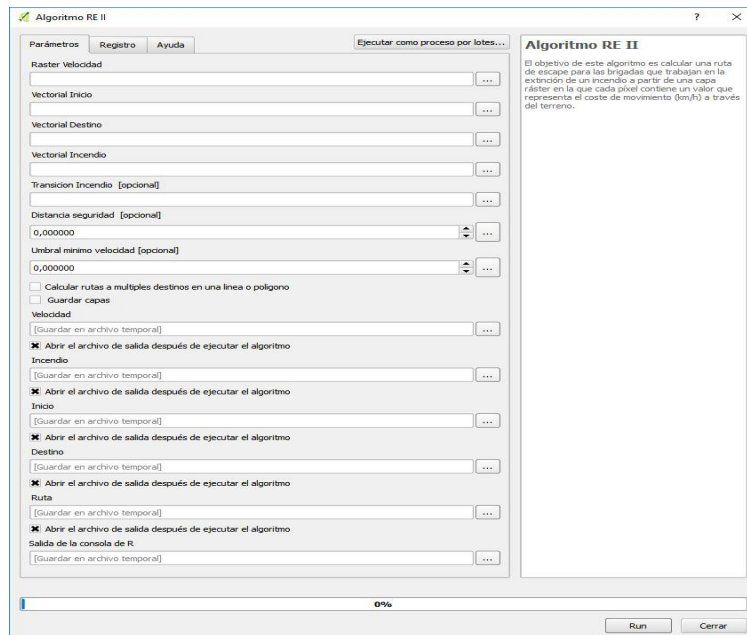 Algoritmo RE II
?
Parámetros
Registro
Ayuda
Ejecutar como proceso por lotes...
Raster Velocidad
...
Vectorial Inicio
...
Vectorial Destino
...
Vectorial Incendio
...
Transicion Incendio [opcional]
...
Distancia seguridad [opcional]
0,000000
...
Umbral minimo velocidad [opcional]
0,000000
...
Calcular rutas a multiples destinos en una linea o poligono
Guardar capas
Velocidad
[Guardar en archivo temporal]
...
Abrir el archivo de salida después de ejecutar el algoritmo
Incendio
[Guardar en archivo temporal]
...
Abrir el archivo de salida después de ejecutar el algoritmo
Inicio
[Guardar en archivo temporal]
...
Abrir el archivo de salida después de ejecutar el algoritmo
Destino
[Guardar en archivo temporal]
...
Abrir el archivo de salida después de ejecutar el algoritmo
Ruta
[Guardar en archivo temporal]
...
Abrir el archivo de salida después de ejecutar el algoritmo
Salida de la consola de R
[Guardar en archivo temporal]
...
Algoritmo RE II
El objetivo de este algoritmo es calcular una ruta
de escape para las brigadas que trabajan en la
extinción de un incendio a partir de una capa
ráster en la que cada píxel contiene un valor que
representa el coste de movimiento (km/h) a través
del terreno.
0%
Run
Cerrar